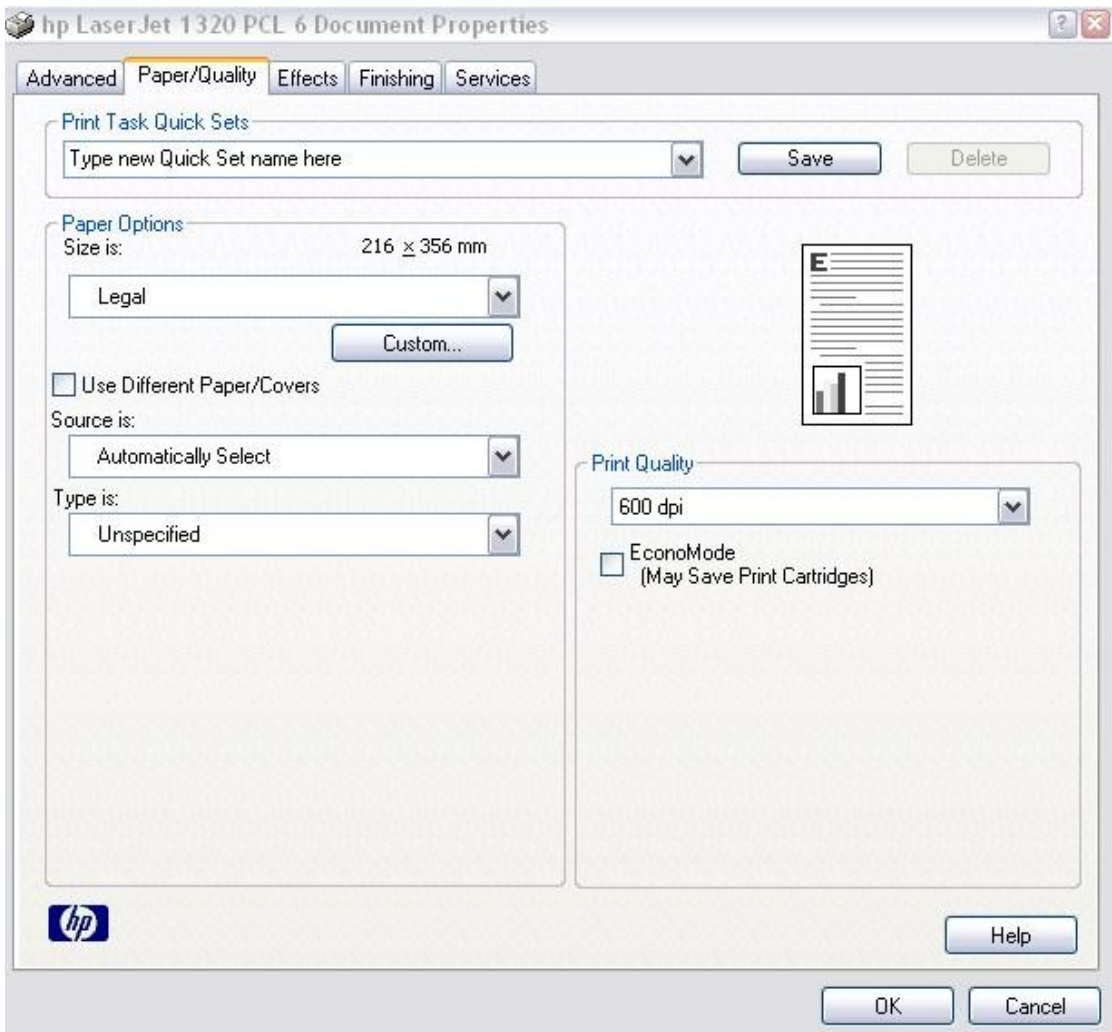 hp LaserJet 1320 PCL 6 Document Properties
Advanced Paper/Quality Effects Finishing Services
Print Task Quick Sets
Type new Quick Set name here Save Delete
Paper Options
Size is: 216 x 356 mm
Legal
Custom...
Use Different Paper/Covers
Source is:
Automatically Select
Type is:
Unspecified
E
Print Quality
600 dpi
EconoMode
(May Save Print Cartridges)
hp
Help
OK Cancel